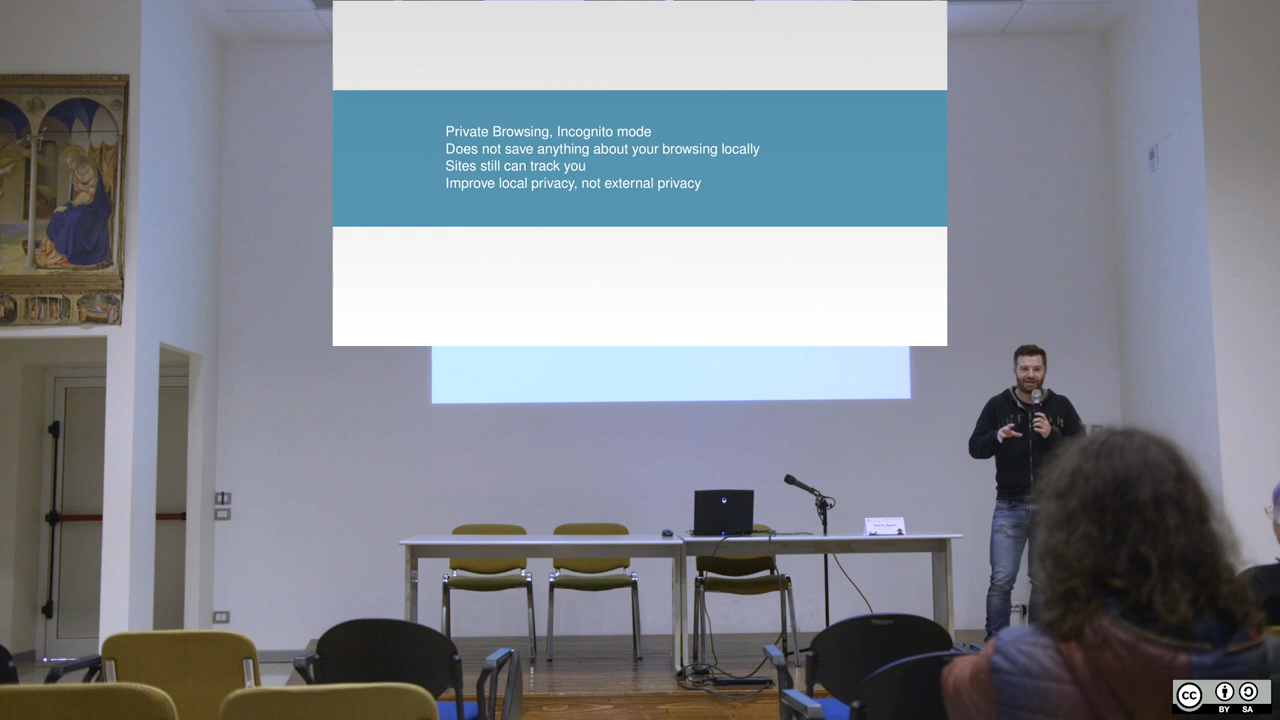 Private Browsing, Incognito mode
Does not save anything about your browsing locally
Sites still can track you
Improve local privacy, not external privacy
CC
BY SA